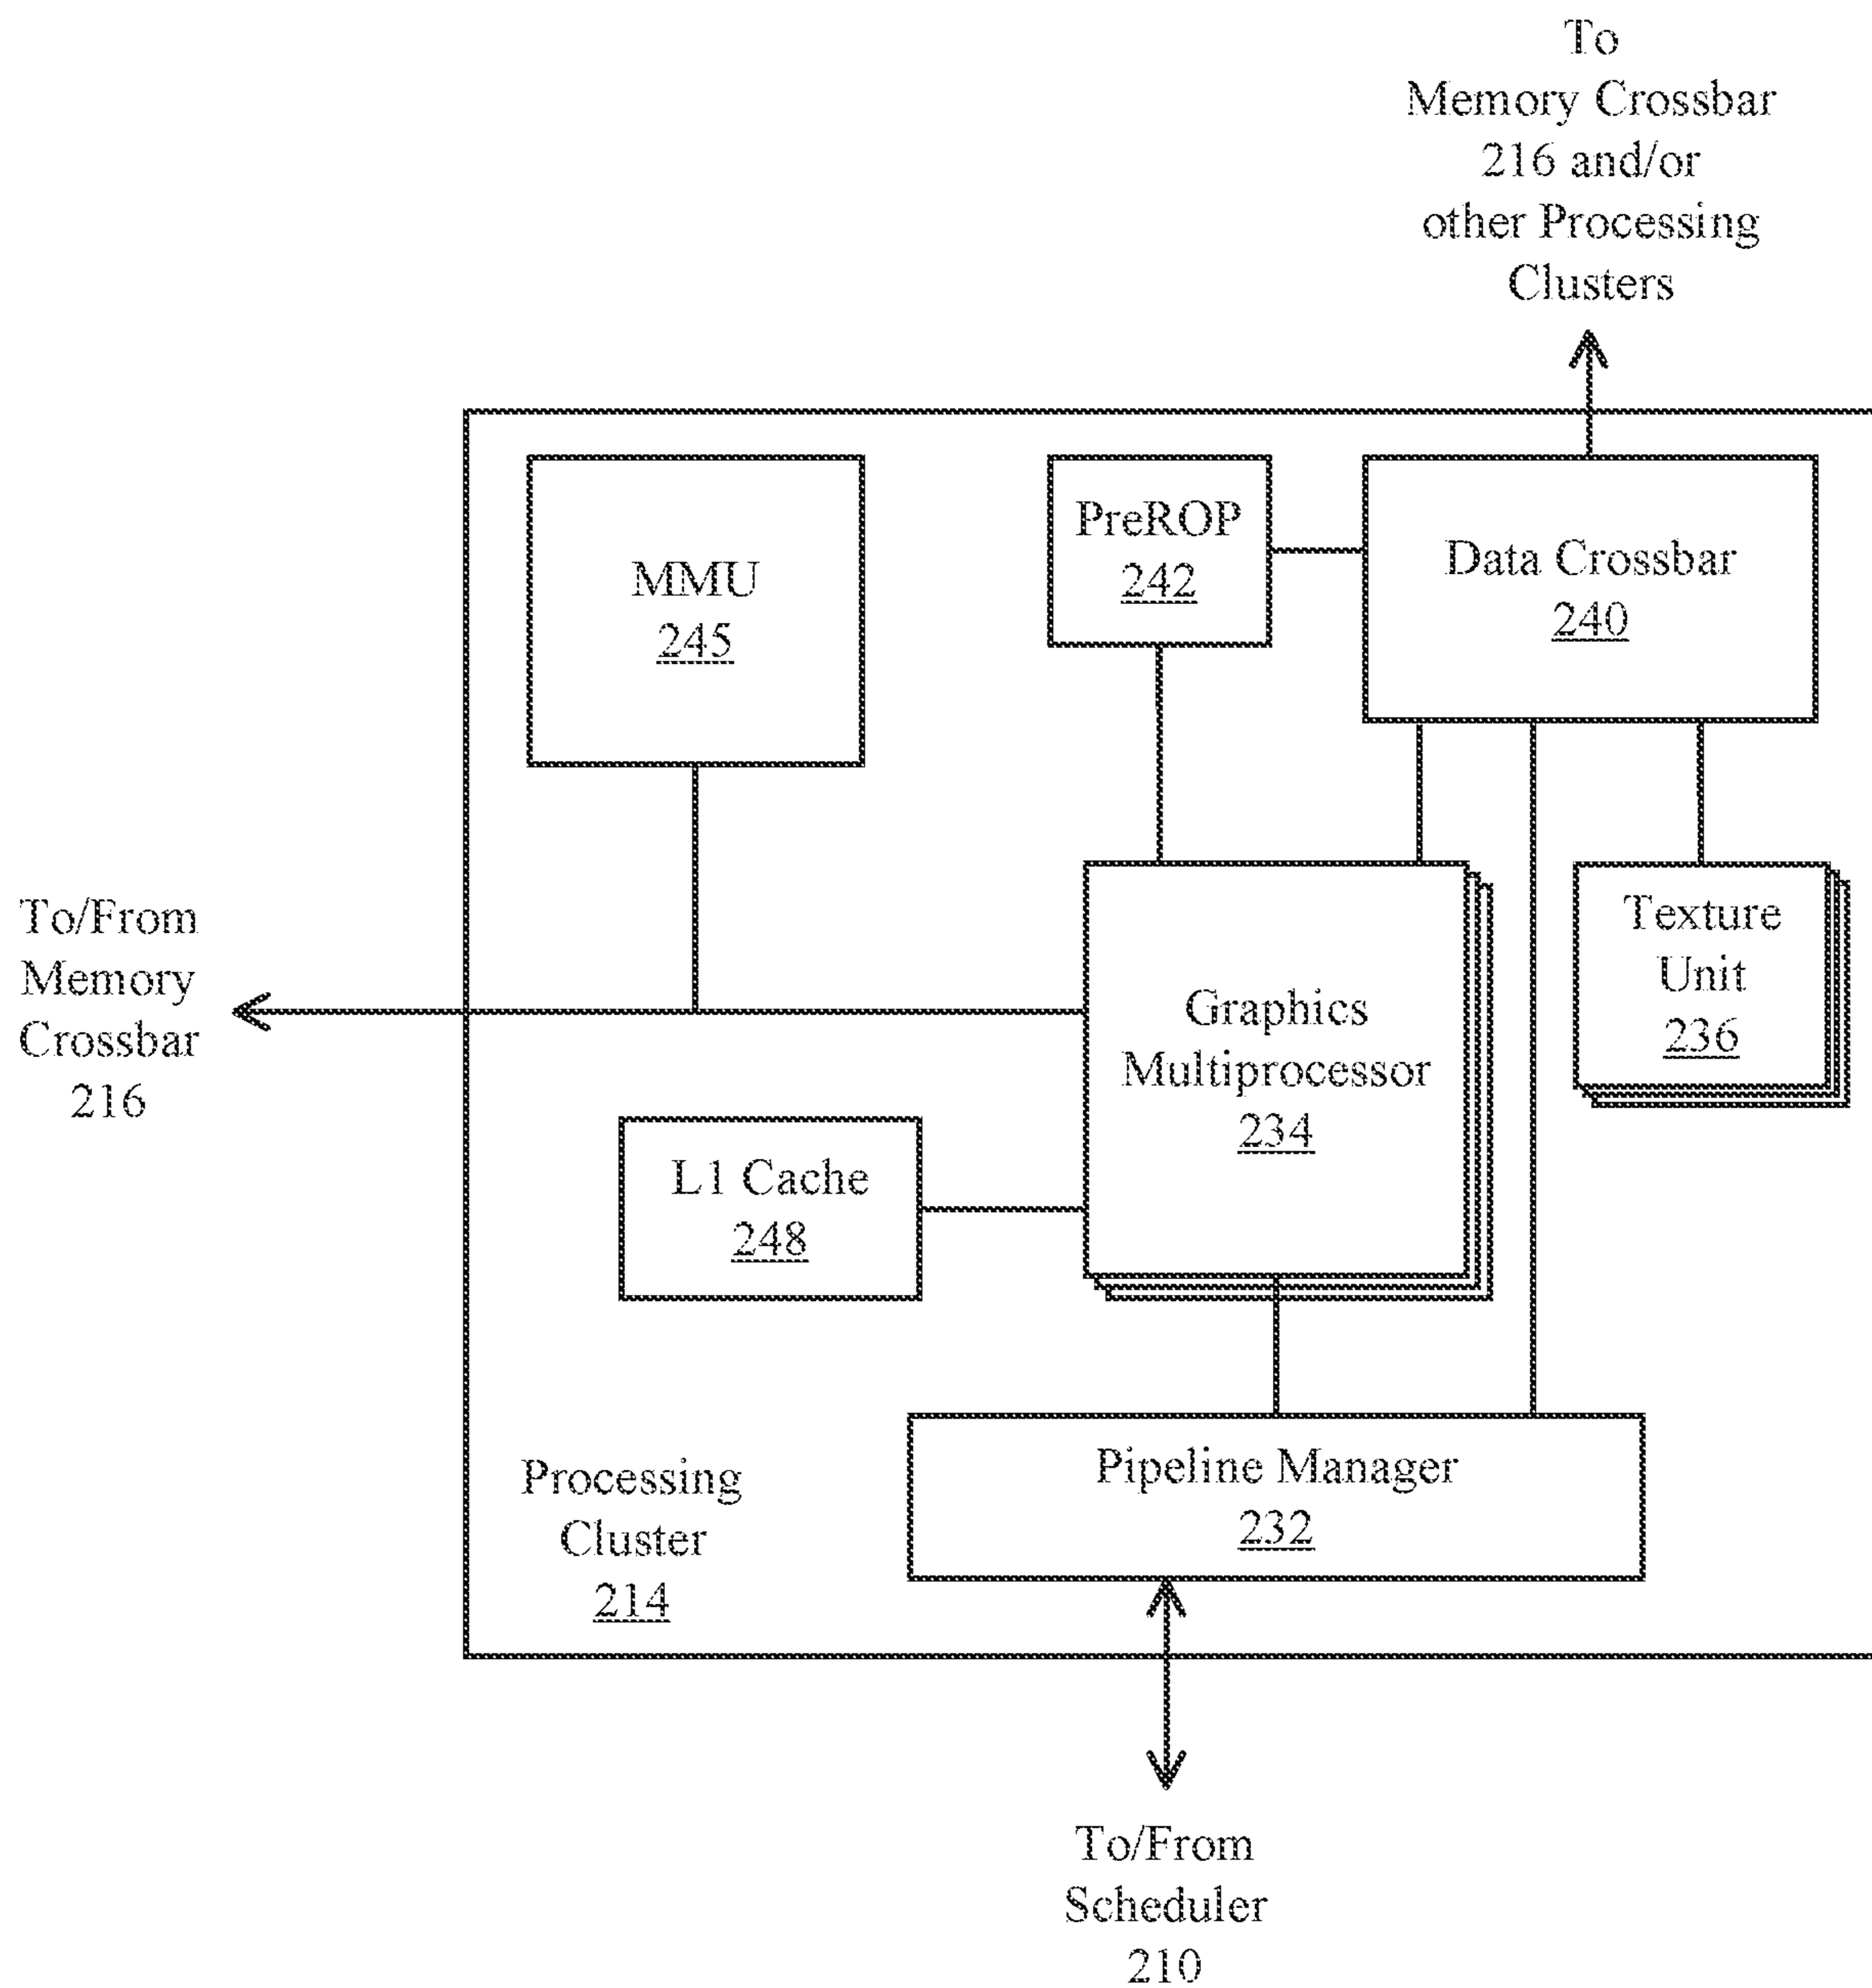 To
Memory Crossbar
216 and/or
other Processing
Clusters
MMU
245
PreROP
242
Data Crossbar
240
To/From
Memory
Crossbar
216
Graphics
Multiprocessor
234
Texture
Unit
236
L1 Cache
248
Processing
Cluster
214
Pipeline Manager
232
To/From
Scheduler
210